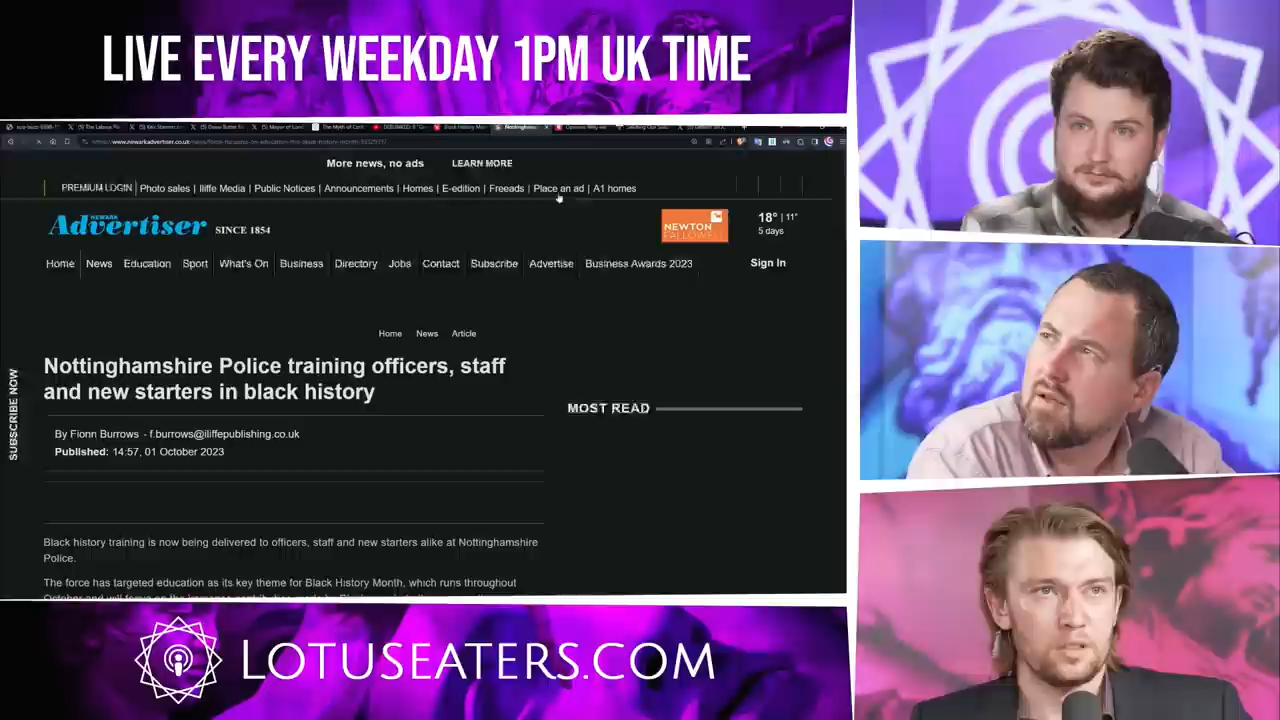 LIVE EVERY WEEKDAY 1PM UK TIME
More news, no ads LEARN MORE
PREMIUM LOGIN Photo sales | Iliffe Media | Public Notices | Announcements | Homes | E-edition | Freeads | Place an ad | A1 homes
NEWARK
Advertiser SINCE 1854
NEWTON
FALLOWELL
18° | 11°
5 days
Home News Education Sport What's On Business Directory Jobs Contact Subscribe Advertise Business Awards 2023 Sign In
Home News Article
Nottinghamshire Police training officers, staff
and new starters in black history
SUBSCRIBE NOW
MOST READ
By Fionn Burrows - f.burrows@iliffepublishing.co.uk
Published: 14:57, 01 October 2023
Black history training is now being delivered to officers, staff and new starters alike at Nottinghamshire
Police.
The force has targeted education as its key theme for Black History Month, which runs throughout
LOTUSEATERS.COM